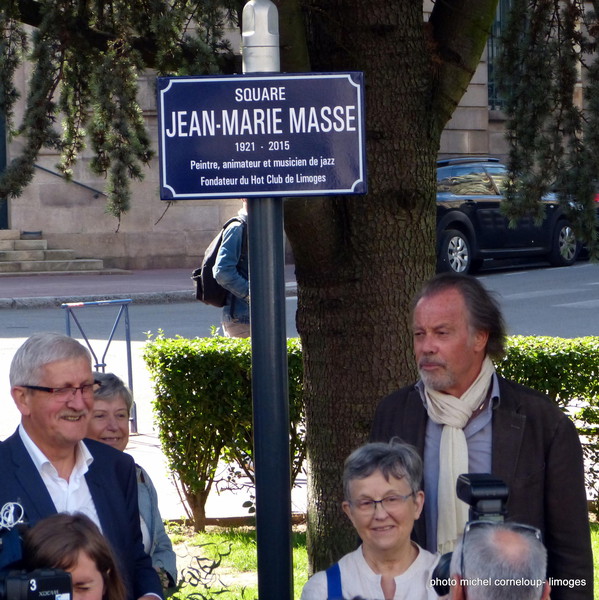 SQUARE
JEAN-MARIE MASSE
1921 - 2015
Peintre, animateur et musicien de jazz
Fondateur du Hot Club de Limoges
3
photo michel corneloup- limoges